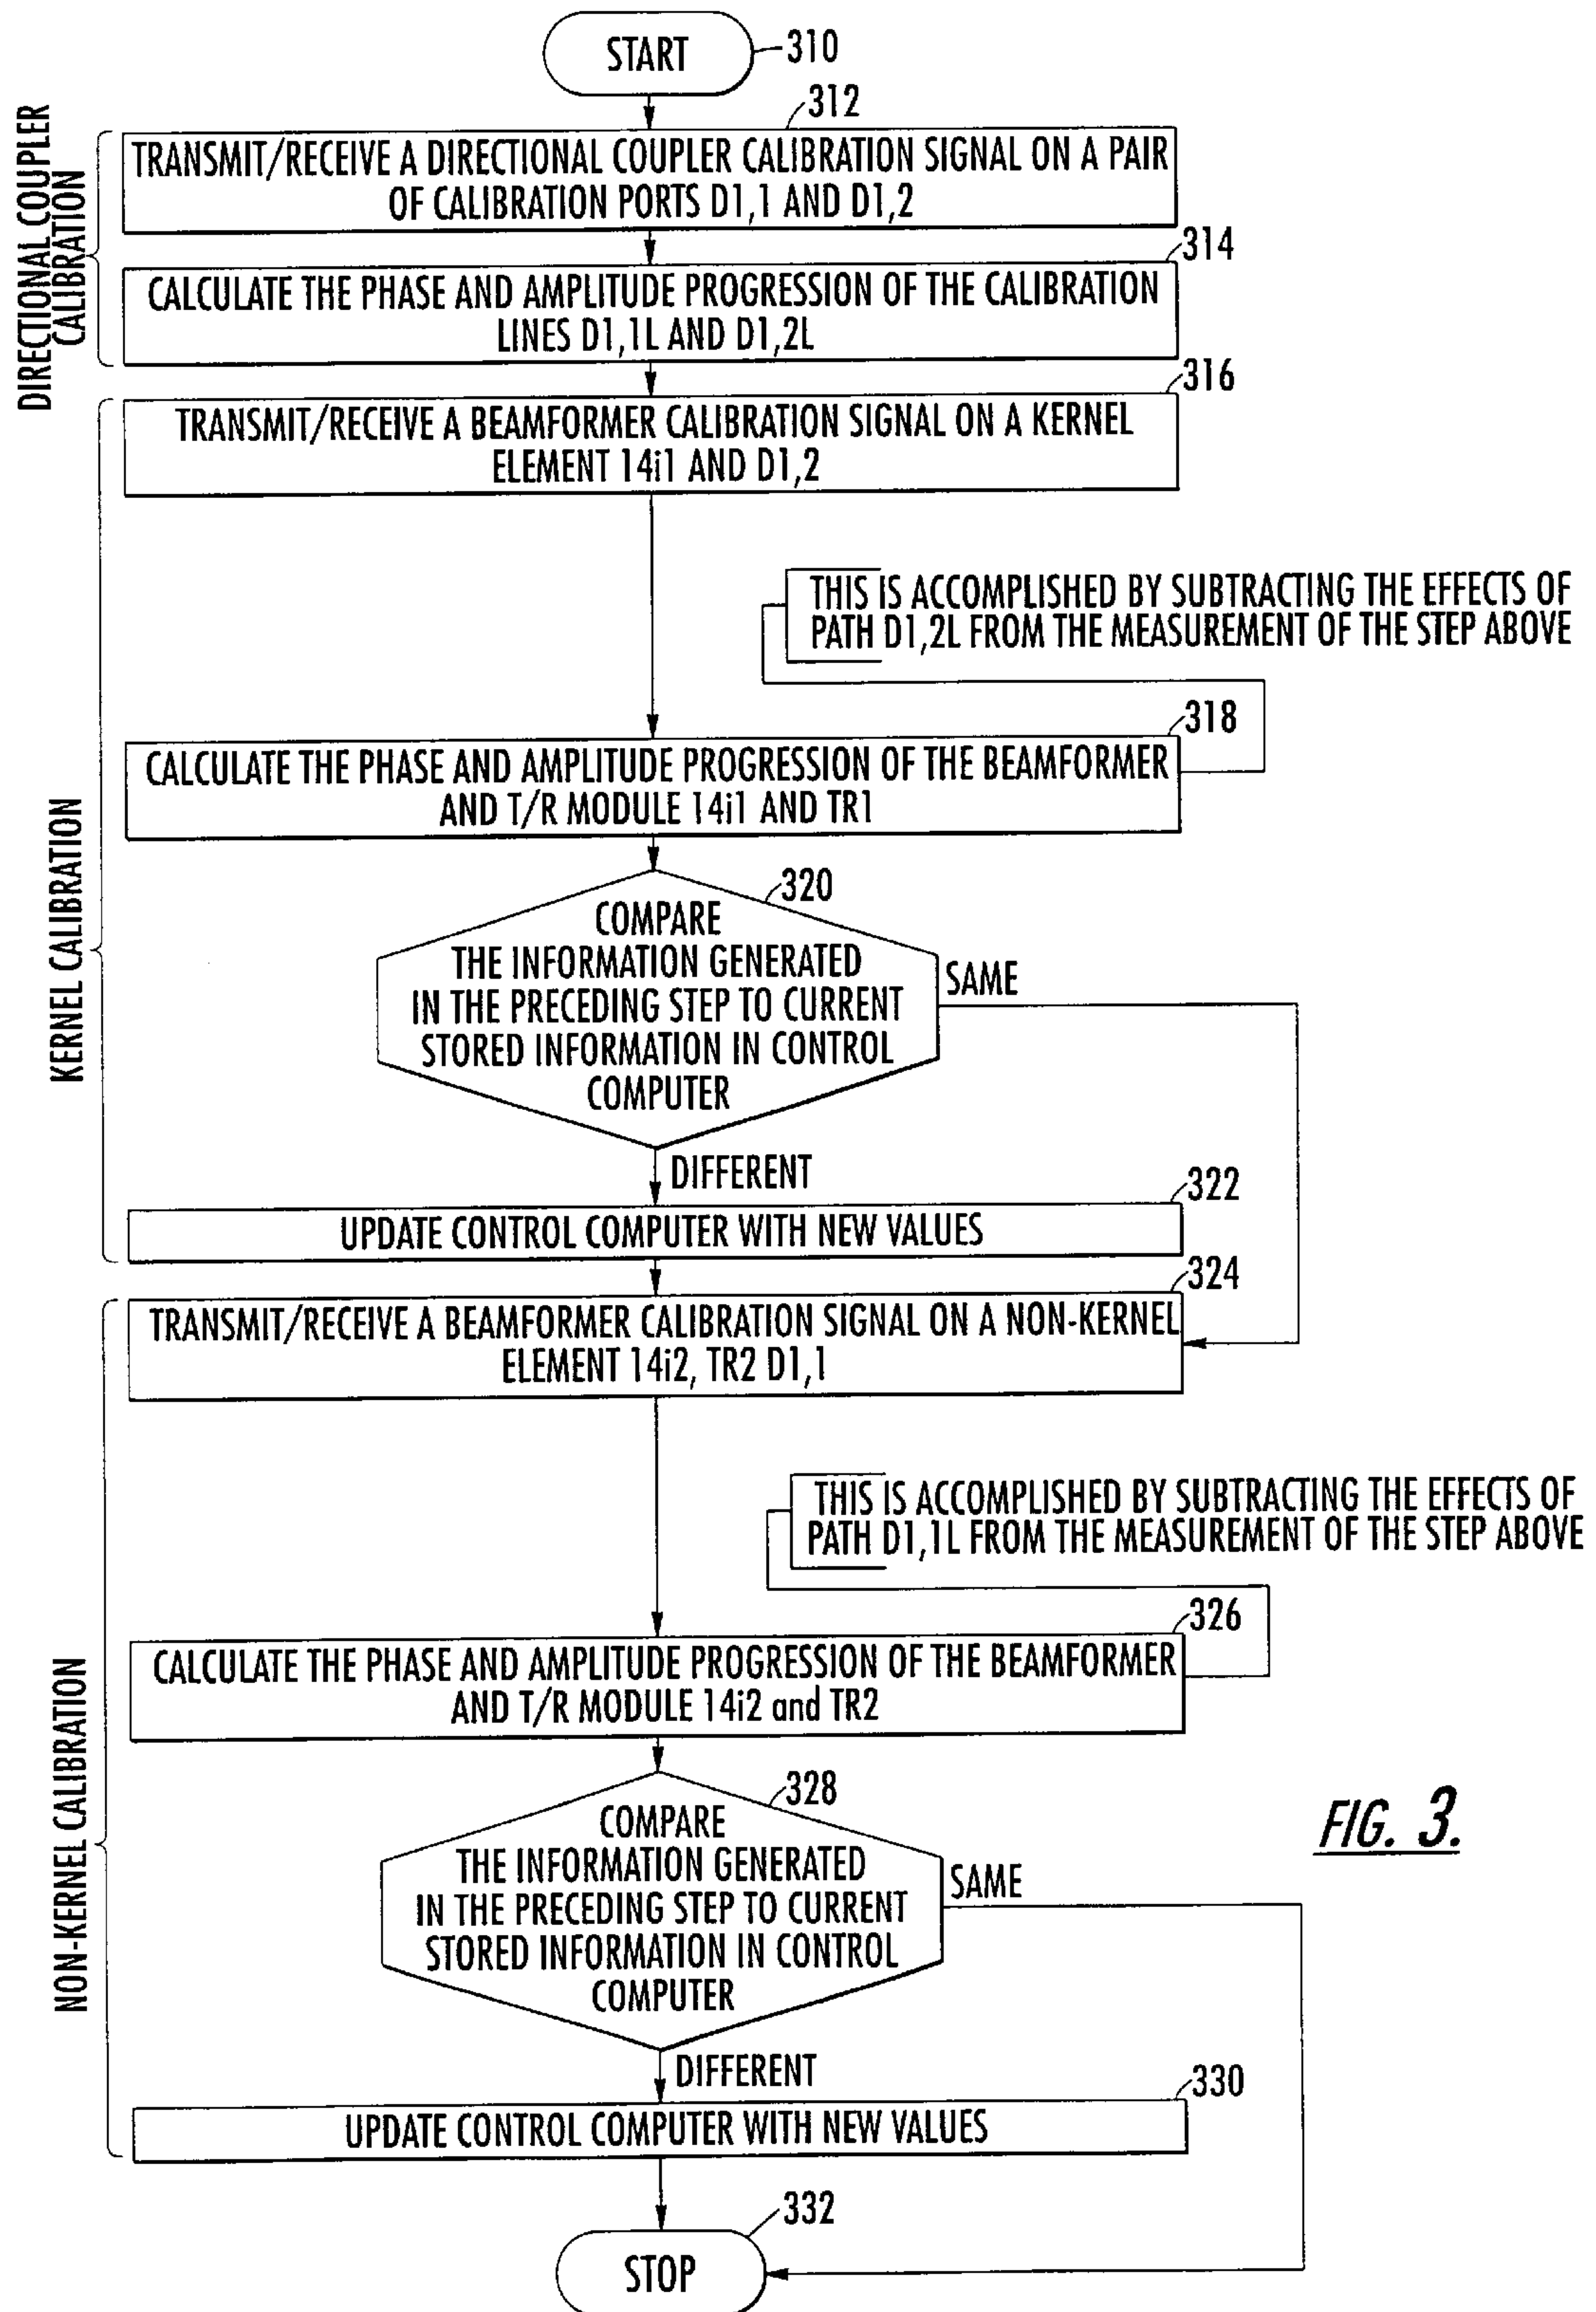 START
310
312
DIRECTIONAL COUPLER
CALIBRATION
TRANSMIT/RECEIVE A DIRECTIONAL COUPLER CALIBRATION SIGNAL ON A PAIR
OF CALIBRATION PORTS D1,1 AND D1,2
314
CALCULATE THE PHASE AND AMPLITUDE PROGRESSION OF THE CALIBRATION
LINES D1,1L AND D1,2L
316
KERNEL CALIBRATION
TRANSMIT/RECEIVE A BEAMFORMER CALIBRATION SIGNAL ON A KERNEL
ELEMENT 14i1 AND D1,2
THIS IS ACCOMPLISHED BY SUBTRACTING THE EFFECTS OF
PATH D1,2L FROM THE MEASUREMENT OF THE STEP ABOVE
318
CALCULATE THE PHASE AND AMPLITUDE PROGRESSION OF THE BEAMFORMER
AND T/R MODULE 14i1 AND TR1
320
COMPARE
THE INFORMATION GENERATED
IN THE PRECEDING STEP TO CURRENT
STORED INFORMATION IN CONTROL
COMPUTER
SAME
DIFFERENT
322
UPDATE CONTROL COMPUTER WITH NEW VALUES
324
NON-KERNEL CALIBRATION
TRANSMIT/RECEIVE A BEAMFORMER CALIBRATION SIGNAL ON A NON-KERNEL
ELEMENT 14i2, TR2 D1,1
THIS IS ACCOMPLISHED BY SUBTRACTING THE EFFECTS OF
PATH D1,1L FROM THE MEASUREMENT OF THE STEP ABOVE
326
CALCULATE THE PHASE AND AMPLITUDE PROGRESSION OF THE BEAMFORMER
AND T/R MODULE 14i2 and TR2
328
COMPARE
THE INFORMATION GENERATED
IN THE PRECEDING STEP TO CURRENT
STORED INFORMATION IN CONTROL
COMPUTER
SAME
FIG. 3.
DIFFERENT
330
UPDATE CONTROL COMPUTER WITH NEW VALUES
332
STOP